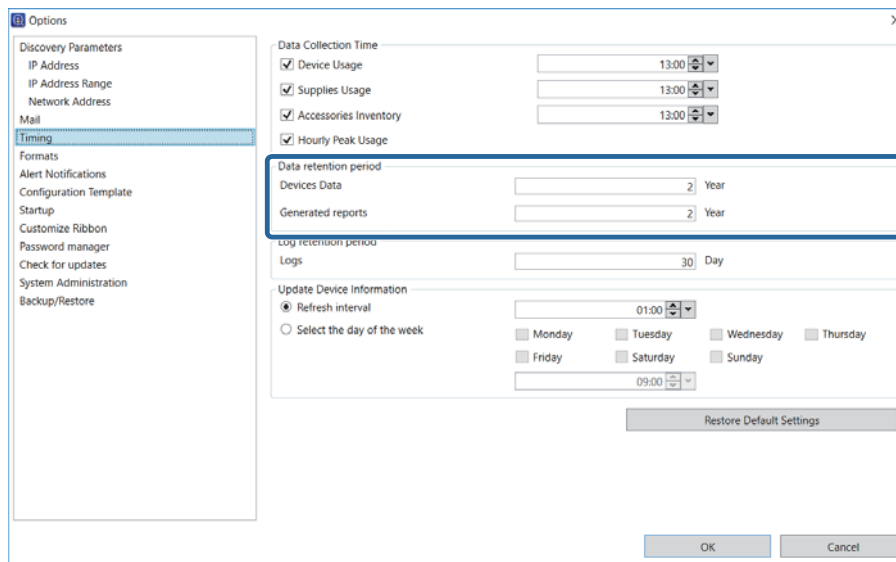 Options
Discovery Parameters
IP Address
IP Address Range
Network Address
Mail
Timing
Formats
Alert Notifications
Configuration Template
Startup
Customize Ribbon
Password manager
Check for updates
System Administration
Backup/Restore
Data Collection Time
Device Usage 13:00
Supplies Usage 13:00
Accessories Inventory 13:00
Hourly Peak Usage
Data retention period
Devices Data 2 Year
Generated reports 2 Year
Log retention period
Logs 30 Day
Update Device Information
Refresh interval 01:00
Select the day of the week
Monday Tuesday Wednesday Thursday
Friday Saturday Sunday
09:00
Restore Default Settings
OK Cancel